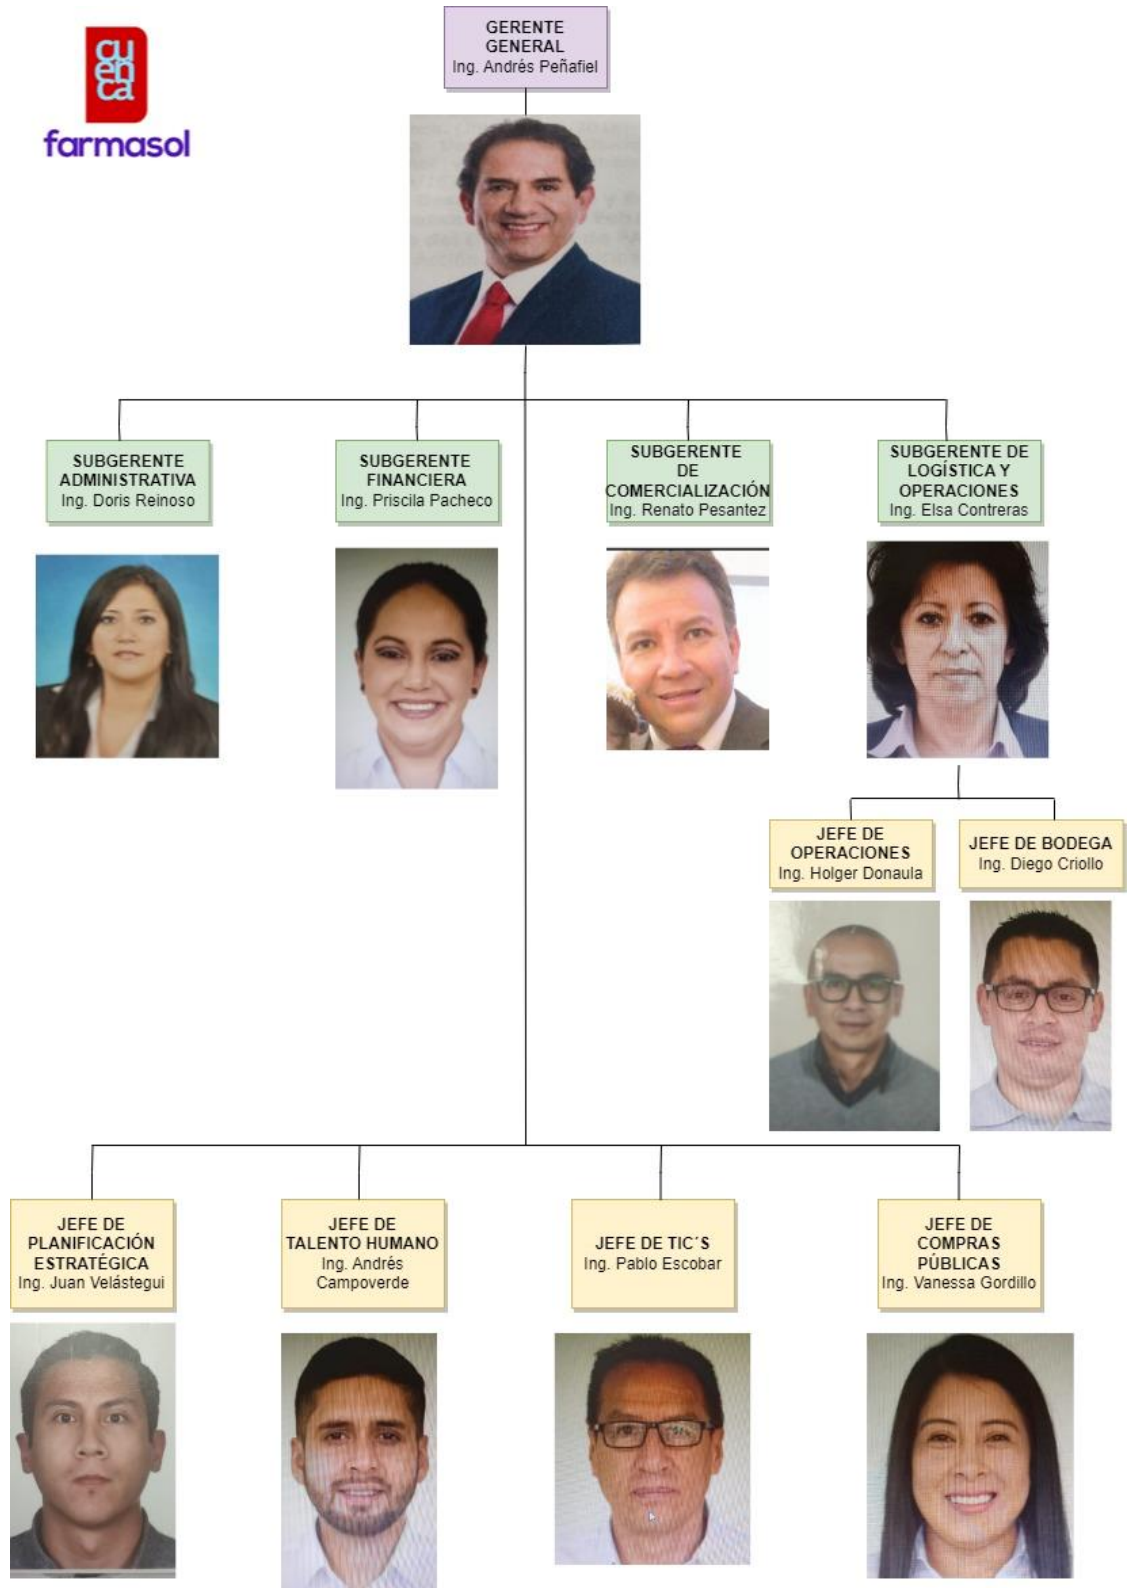 cu
en
ca
farmasol
GERENTE
GENERAL
Ing. Andrés Peñafiel
SUBGERENTE
ADMINISTRATIVA
Ing. Doris Reinoso
SUBGERENTE
FINANCIERA
Ing. Priscila Pacheco
SUBGERENTE
DE
COMERCIALIZACIÓN
Ing. Renato Pesantez
SUBGERENTE DE
LOGÍSTICA Y
OPERACIONES
Ing. Elsa Contreras
JEFE DE
OPERACIONES
Ing. Holger Donaula
JEFE DE BODEGA
Ing. Diego Criollo
JEFE DE
PLANIFICACIÓN
ESTRATÉGICA
Ing. Juan Velástegui
JEFE DE
TALENTO HUMANO
Ing. Andrés
Campoverde
JEFE DE TIC´S
Ing. Pablo Escobar
JEFE DE
COMPRAS
PÚBLICAS
Ing. Vanessa Gordillo